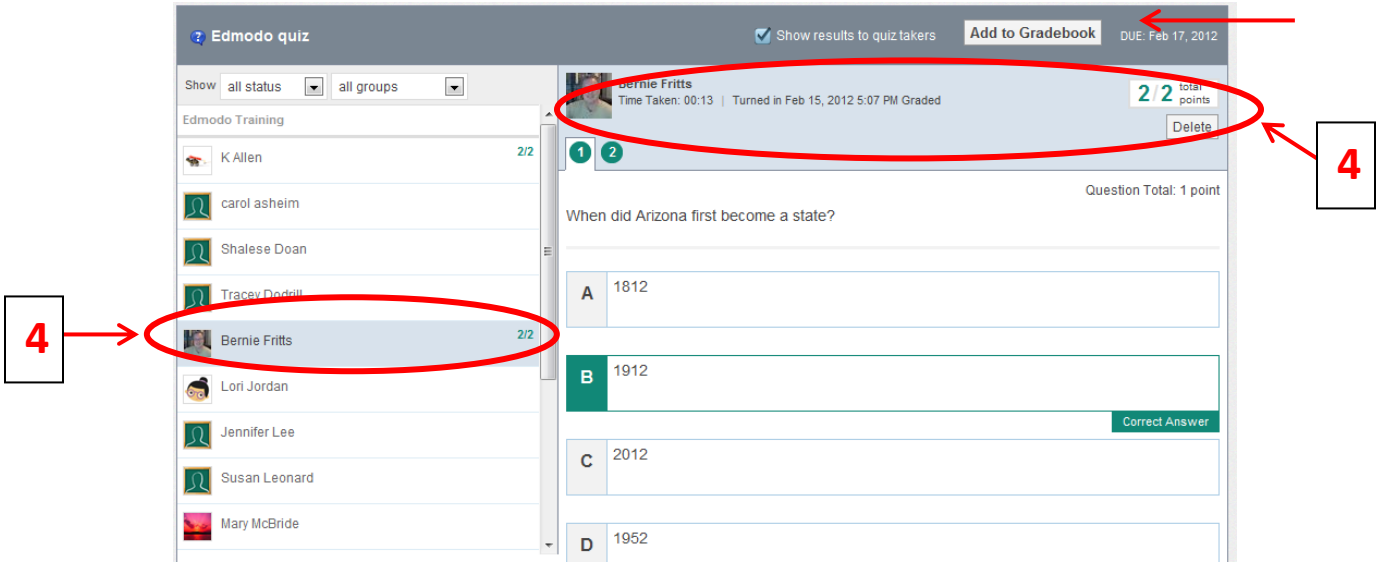 Edmodo quiz
Show results to quiz takers
Add to Gradebook
DUE: Feb 17, 2012
Show all status all groups
Edmodo Training
K Allen 2/2
carol asheim
Shalese Doan
Tracey Dodrill
Bernie Fritts 2/2
Lori Jordan
Jennifer Lee
Susan Leonard
Mary McBride
4
Bernie Fritts
Time Taken: 00:13 | Turned in Feb 15, 2012 5:07 PM Graded
2/2 total points
Delete
4
1 2
Question Total: 1 point
When did Arizona first become a state?
A 1812
B 1912
Correct Answer
C 2012
D 1952